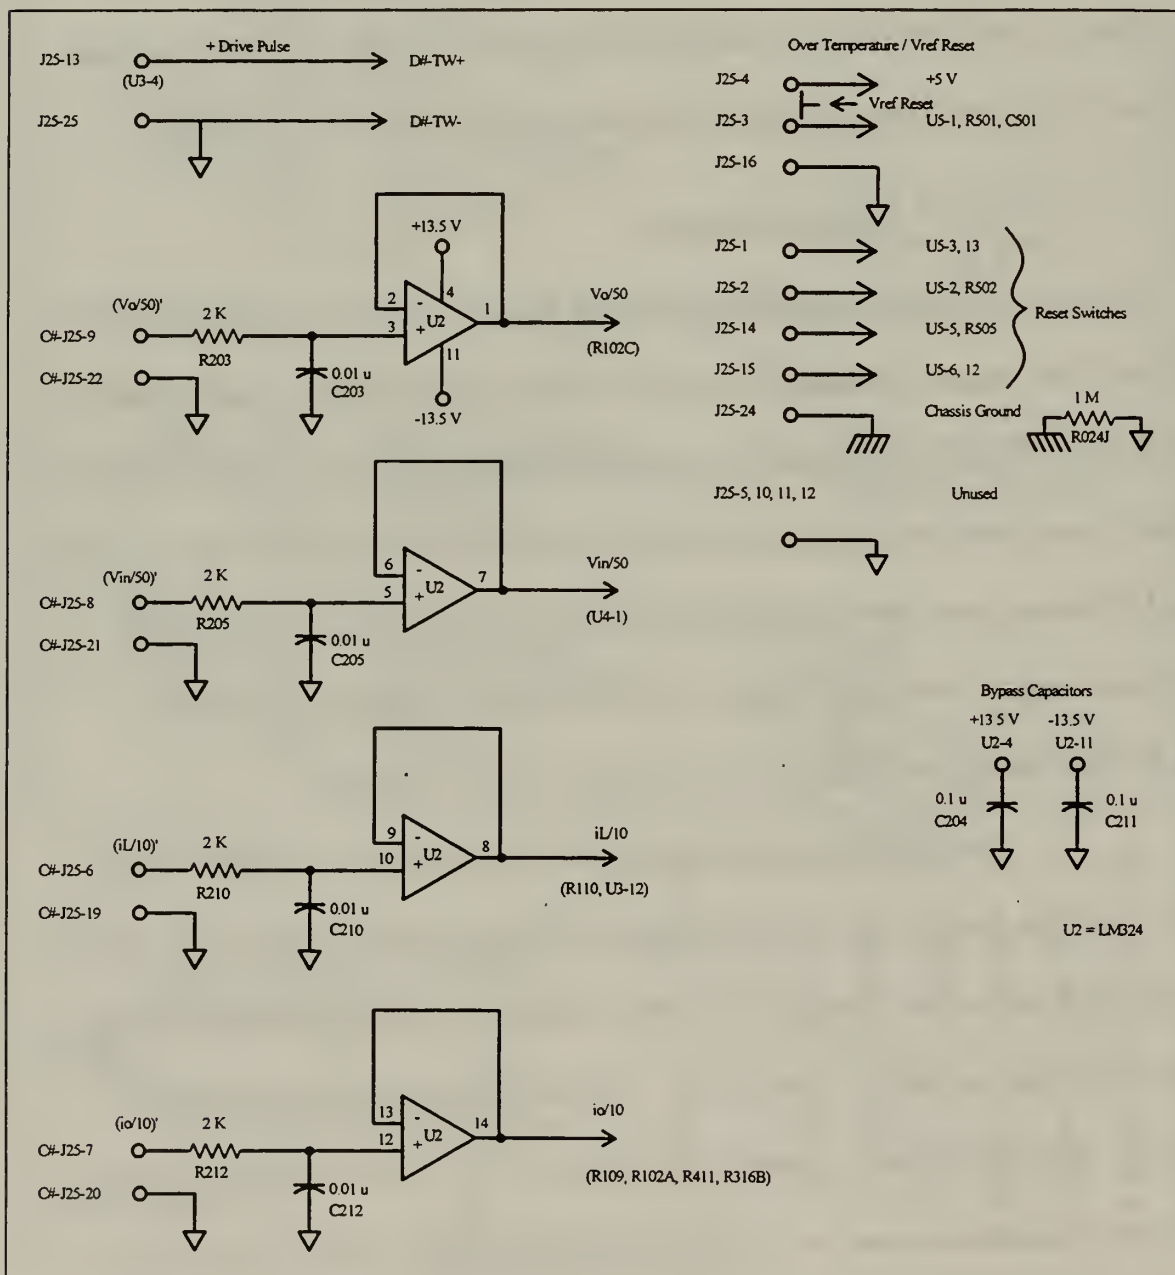 J25-13
+ Drive Pulse
D#-TW+
(U3-4)
J25-25
D#-TW-
Over Temperature / Vref Reset
J25-4
+5 V
Vref Reset
J25-3
U5-1, R501, C501
J25-16
J25-1
U5-3, 13
J25-2
U5-2, R502
Reset Switches
J25-14
U5-5, R505
J25-15
U5-6, 12
J25-24
Chassis Ground
1 M
R024J
J25-5, 10, 11, 12
Unused
+13.5 V
4
2
-
U2
1
3
+
11
-13.5 V
(Vo/50)'
2 K
C#-J25-9
R203
C#-J25-22
0.01 u
C203
Vo/50
(R102C)
(Vin/50)'
2 K
C#-J25-8
R205
C#-J25-21
0.01 u
C205
6
-
U2
7
5
+
Vin/50
(U4-1)
Bypass Capacitors
+13 5 V
-13.5 V
U2-4
U2-11
0.1 u
C204
0.1 u
C211
U2 = LM324
(iL/10)'
2 K
C#-J25-6
R210
C#-J25-19
0.01 u
C210
9
-
U2
8
10
+
iL/10
(R110, U3-12)
(io/10)'
2 K
C#-J25-7
R212
C#-J25-20
0.01 u
C212
13
-
U2
14
12
+
io/10
(R109, R102A, R411, R316B)